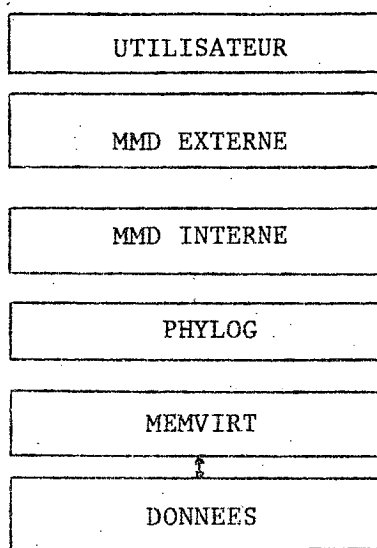 UTILISATEUR
MMD EXTERNE
MMD INTERNE
PHYLOG
MEMVIRT
DONNEES